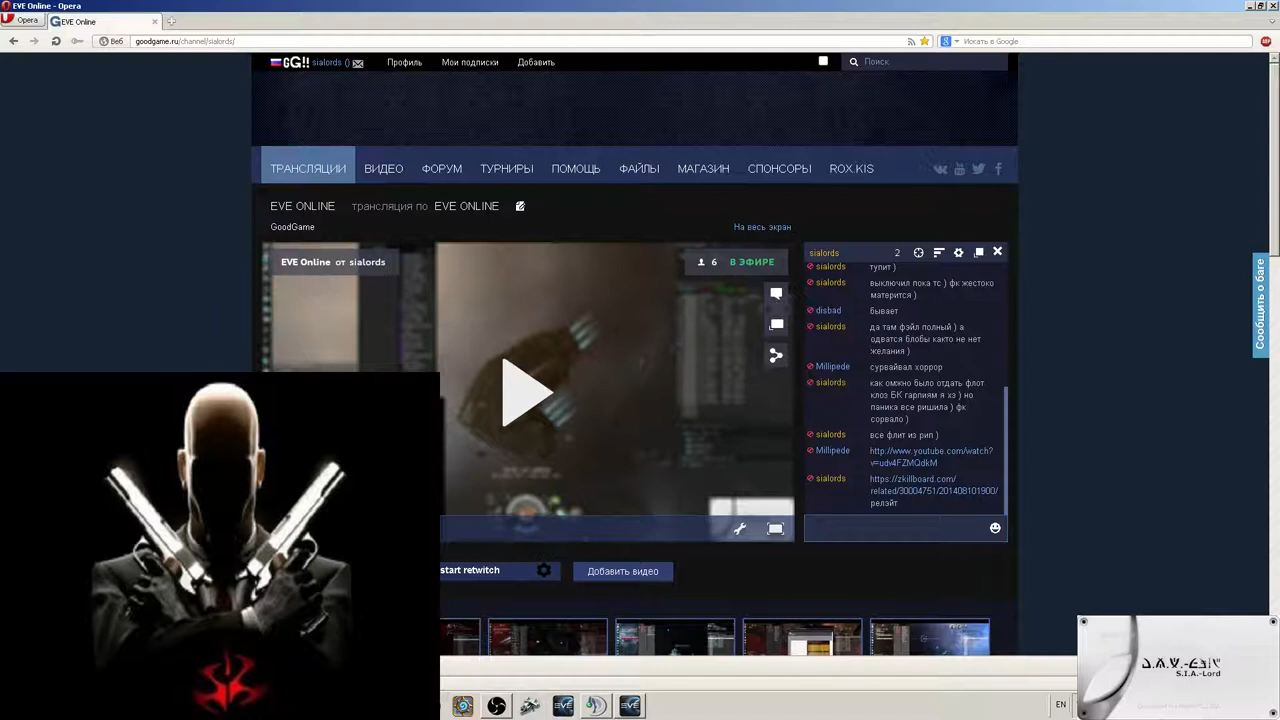 EVE Online - Opera
Opera
EVE Online
Веб
goodgame.ru/channel/sialords/
Искать в Google
GG!!
sialords ()
Профиль
Мои подписки
Добавить
Поиск
ТРАНСЛЯЦИИ
ВИДЕО
ФОРУМ
ТУРНИРЫ
ПОМОЩЬ
ФАЙЛЫ
МАГАЗИН
СПОНСОРЫ
ROX.KIS
EVE ONLINE
трансляция по
EVE ONLINE
GoodGame
На весь экран
EVE Online от sialords
6
В ЭФИРЕ
sialords
2
sialords тупит )
sialords выключил пока тс ) фк жестоко
матерится )
disbad бывает
sialords да там фэйл полный ) а
одватся блобы както не нет
желания )
Millipede сурвайвал хоррор
sialords как омжно было отдать флот
клоз БК гарпиям я хз ) но
паника все ришила ) фк
сорвало )
sialords все флит из рип )
Millipede http://www.youtube.com/watch?
v=udv4FZMQdkM
sialords https://zkillboard.com/
related/30004751/201408101900/
релэйт
Сообщить о баге
start retwitch
Добавить видео
S.I.A.-Lord
EVE
EVE
EN